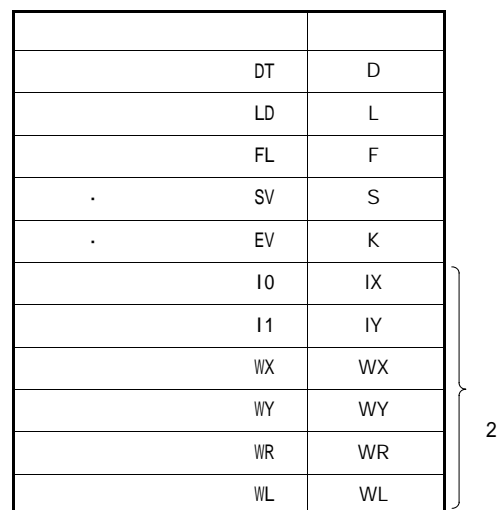 DT D
LD L
FL F
・ SV S
・ EV K
I0 IX
I1 IY
WX WX
WY WY
2
WR WR
WL WL